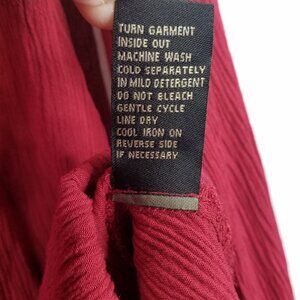 TURN GARMENT
INSIDE OUT
MACHINE WASH
COLD SEPARATELY
IN MILD DETERGENT
DO NOT BLEACH
GENTLE CYCLE
LINE DRY
COOL IRON ON
REVERSE SIDE
IF NECESSARY